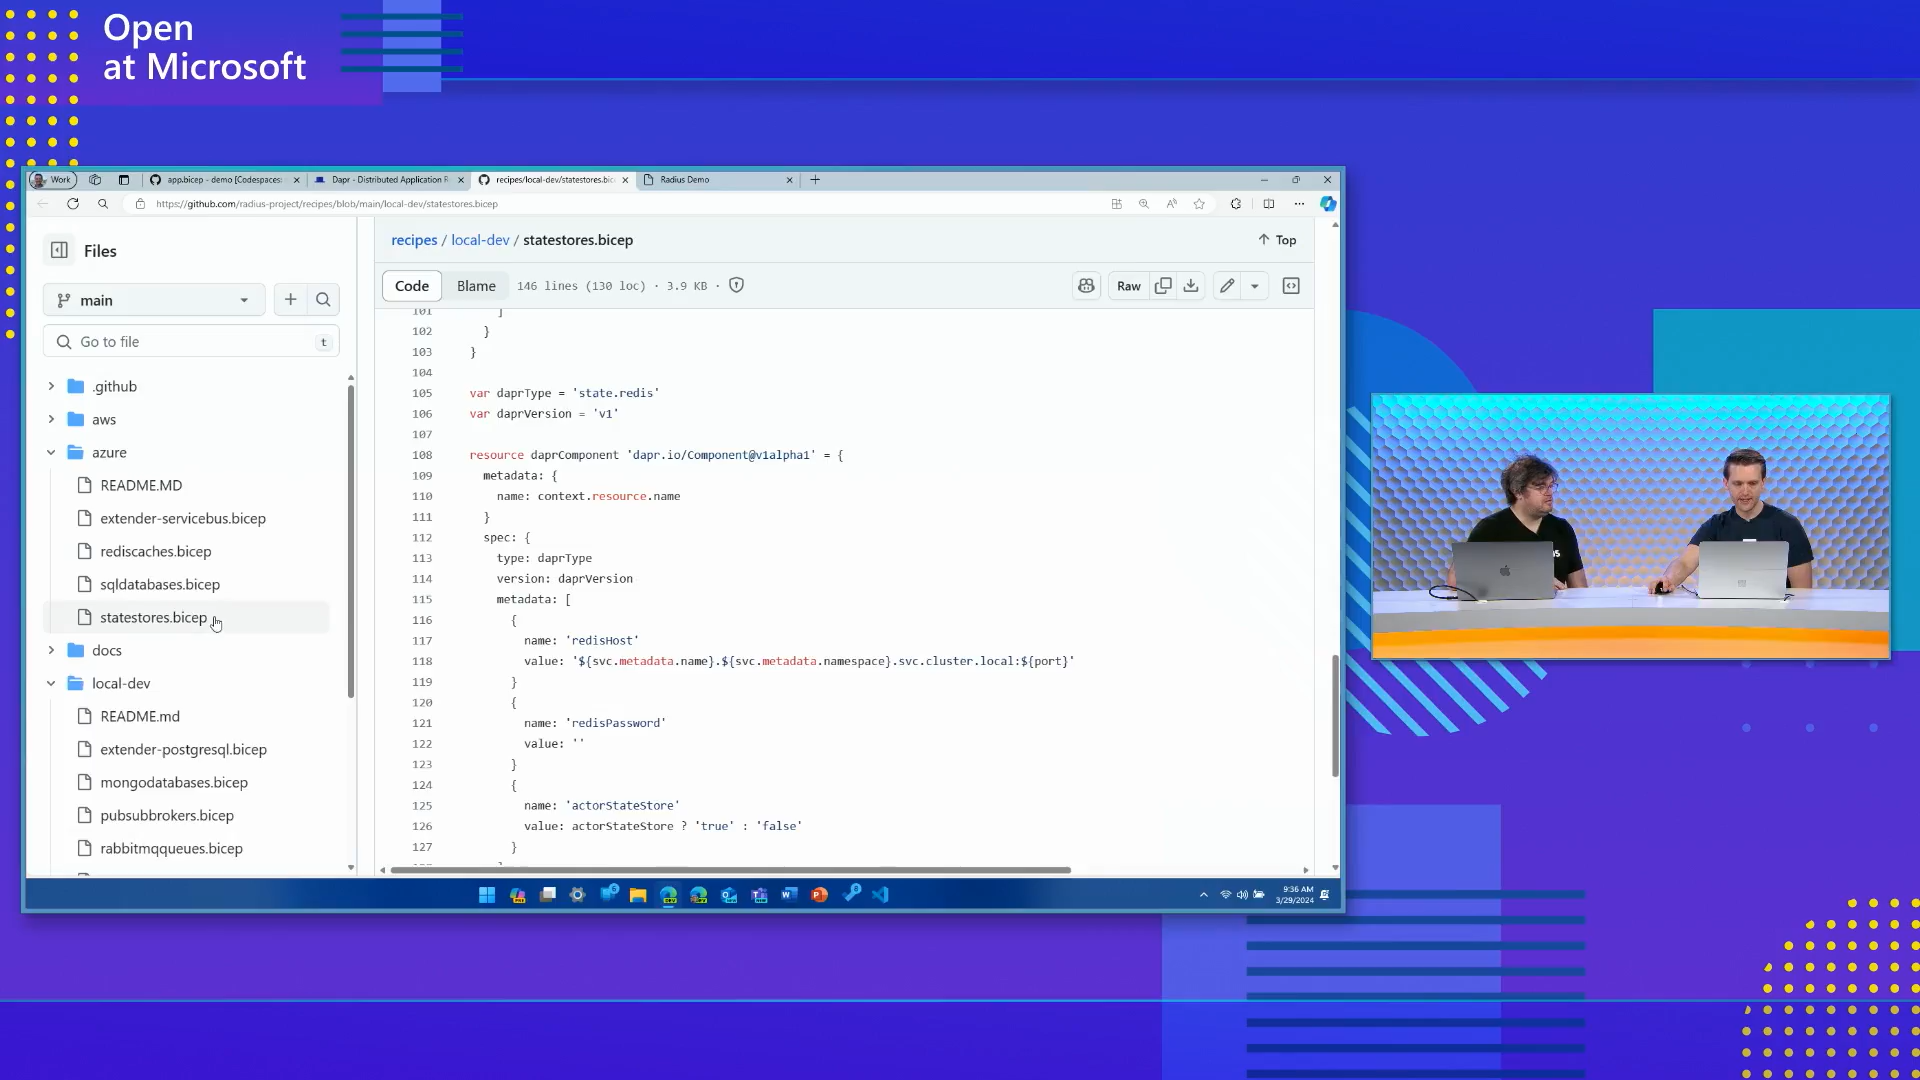 Open
at Microsoft
Work
app.bicep - demo [Codespaces:
Dapr - Distributed Application R
recipes/local-dev/statestores.bic
Radius Demo
https://github.com/radius-project/recipes/blob/main/local-dev/statestores.bicep
Files
recipes / local-dev / statestores.bicep
Top
main
Code
Blame
146 lines (130 loc) · 3.9 KB ·
Raw
Go to file
t
.github
aws
azure
README.MD
extender-servicebus.bicep
rediscaches.bicep
sqldatabases.bicep
statestores.bicep
docs
local-dev
README.md
extender-postgresql.bicep
mongodatabases.bicep
pubsubbrokers.bicep
rabbitmqqueues.bicep
101 ]
102 }
103 }
104
105 var daprType = 'state.redis'
106 var daprVersion = 'v1'
107
108 resource daprComponent 'dapr.io/Component@v1alpha1' = {
109 metadata: {
110 name: context.resource.name
111 }
112 spec: {
113 type: daprType
114 version: daprVersion
115 metadata: [
116 {
117 name: 'redisHost'
118 value: '${svc.metadata.name}.${svc.metadata.namespace}.svc.cluster.local:${port}'
119 }
120 {
121 name: 'redisPassword'
122 value: ''
123 }
124 {
125 name: 'actorStateStore'
126 value: actorStateStore ? 'true' : 'false'
127 }
9:36 AM
3/29/2024